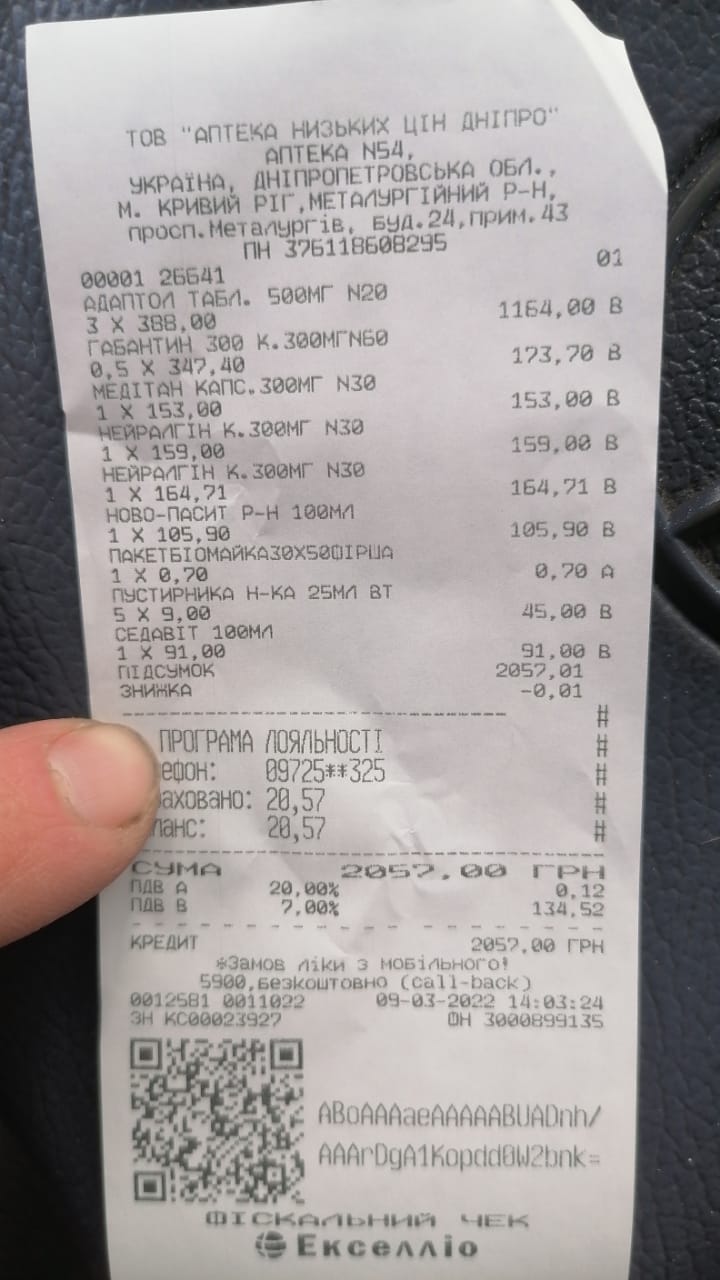 ТОВ "АПТЕКА НИЗЬКИХ ЦІН ДНІПРО"
АПТЕКА N54,
УКРАЇНА, ДНІПРОПЕТРОВСЬКА ОБЛ.,
М. КРИВИЙ РІГ,МЕТАЛУРГІЙНИЙ Р-Н,
просп.Металургів, буд.24,прим.43
ПН 376118608295
00001 26641 01
АДАПТОЛ ТАБЛ. 500МГ N20
3 X 388,00 1164,00 В
ГАБАНТИН 300 К.300МГN60
0,5 X 347,40 173,70 В
МЕДІТАН КАПС.300МГ N30
1 X 153,00 153,00 В
НЕЙРАЛГІН К.300МГ N30
1 X 159,00 159,00 В
НЕЙРАЛГІН К.300МГ N30
1 X 164,71 164,71 В
НОВО-ПАСИТ Р-Н 100МЛ
1 X 105,90 105,90 В
ПАКЕТБІОМАЙКА30X50ФІРЦА
1 X 0,70 0,70 А
ПУСТИРНИКА Н-КА 25МЛ ВТ
5 X 9,00 45,00 В
СЕДАВІТ 100МЛ
1 X 91,00 91,00 В
ПІДСУМОК 2057,01
ЗНИЖКА -0,01
#
ПРОГРАМА ЛОЯЛЬНОСТІ #
ефон: 09725**325 #
аховано: 20,57 #
ланс: 20,57 #
СУМА 2057,00 ГРН
ПДВ А 20,00% 0,12
ПДВ В 7,00% 134,52
КРЕДИТ 2057,00 ГРН
*Замов ліки з мобільного!
5900,безкоштовно (call-back)
0012581 0011022 09-03-2022 14:03:24
ЗН КС00023927 ФН 3000899135
ABoAAAaeAAAAABUADnh/
AAArDgA1Kopdd0W2bnk=
ФІСКАЛЬНИЙ ЧЕК
Екселліо